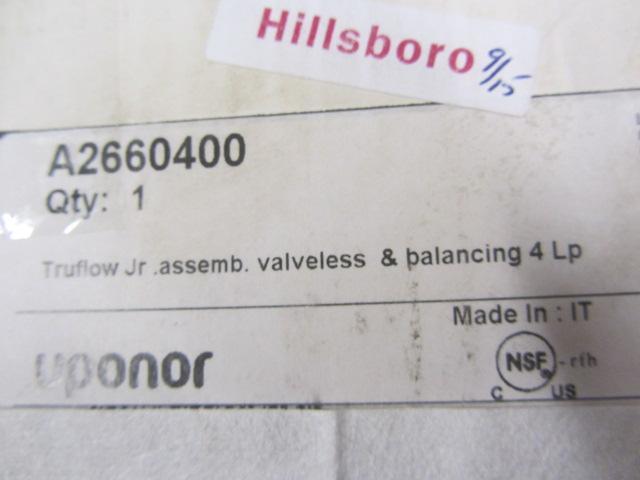 Hillsboro 9/15
A2660400
Qty: 1
Truflow Jr .assemb. valveless & balancing 4 Lp
Made In : IT
uponor
NSF®-rfh
C US